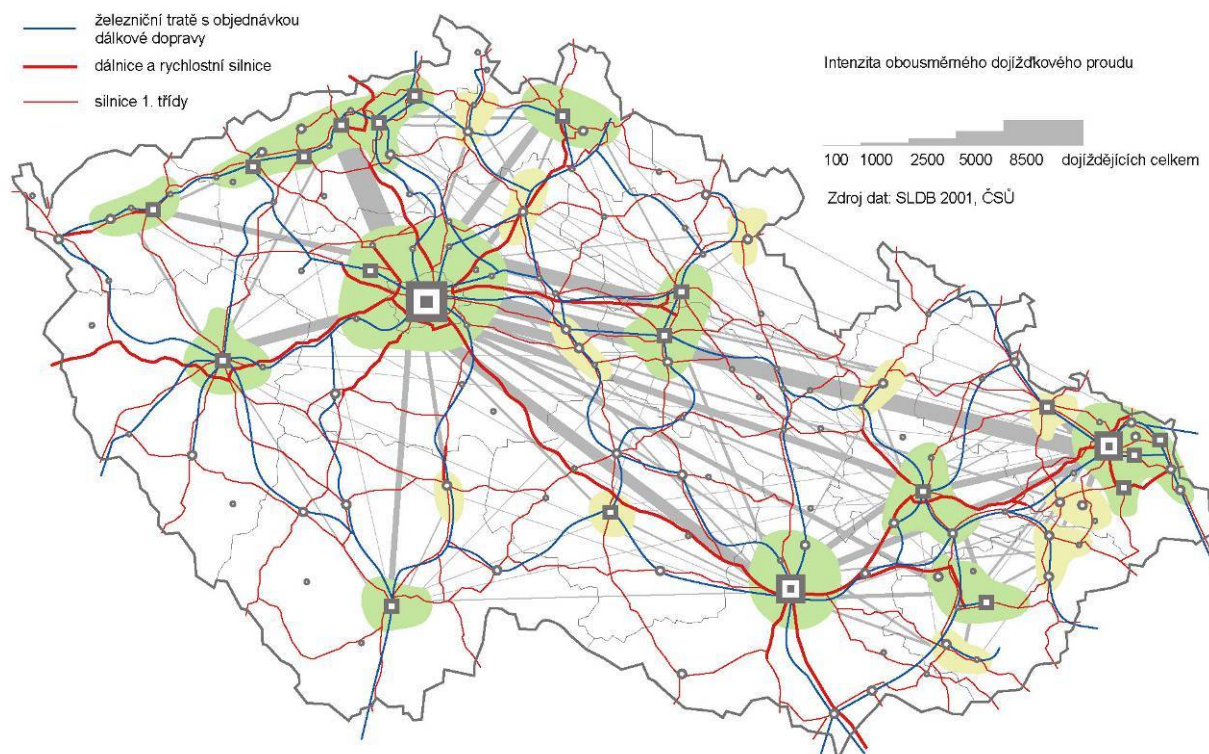 železniční tratě s objednávkou
dálkové dopravy
dálnice a rychlostní silnice
silnice 1. třídy
Intenzita obousměrného dojížďkového proudu
100 1000 2500 5000 8500 dojíždějících celkem
Zdroj dat: SLDB 2001, ČSÚ